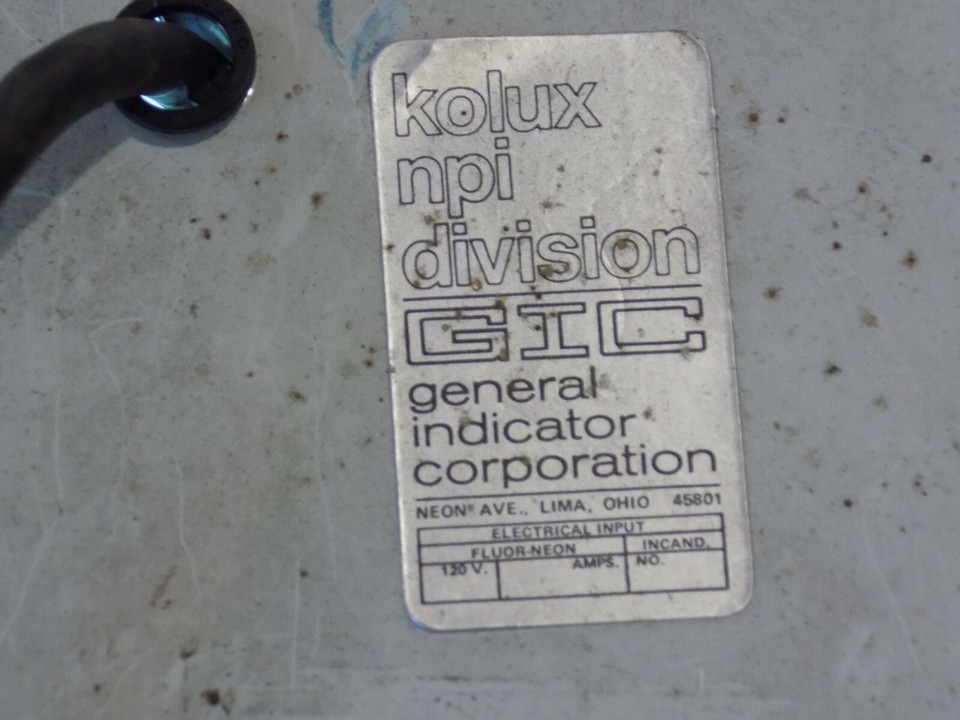 kolux
npi
division
GIC
general
indicator
corporation
NEON AVE., LIMA, OHIO 45801
ELECTRICAL INPUT
FLUOR-NEON INCAND.
120 V. AMPS. NO.